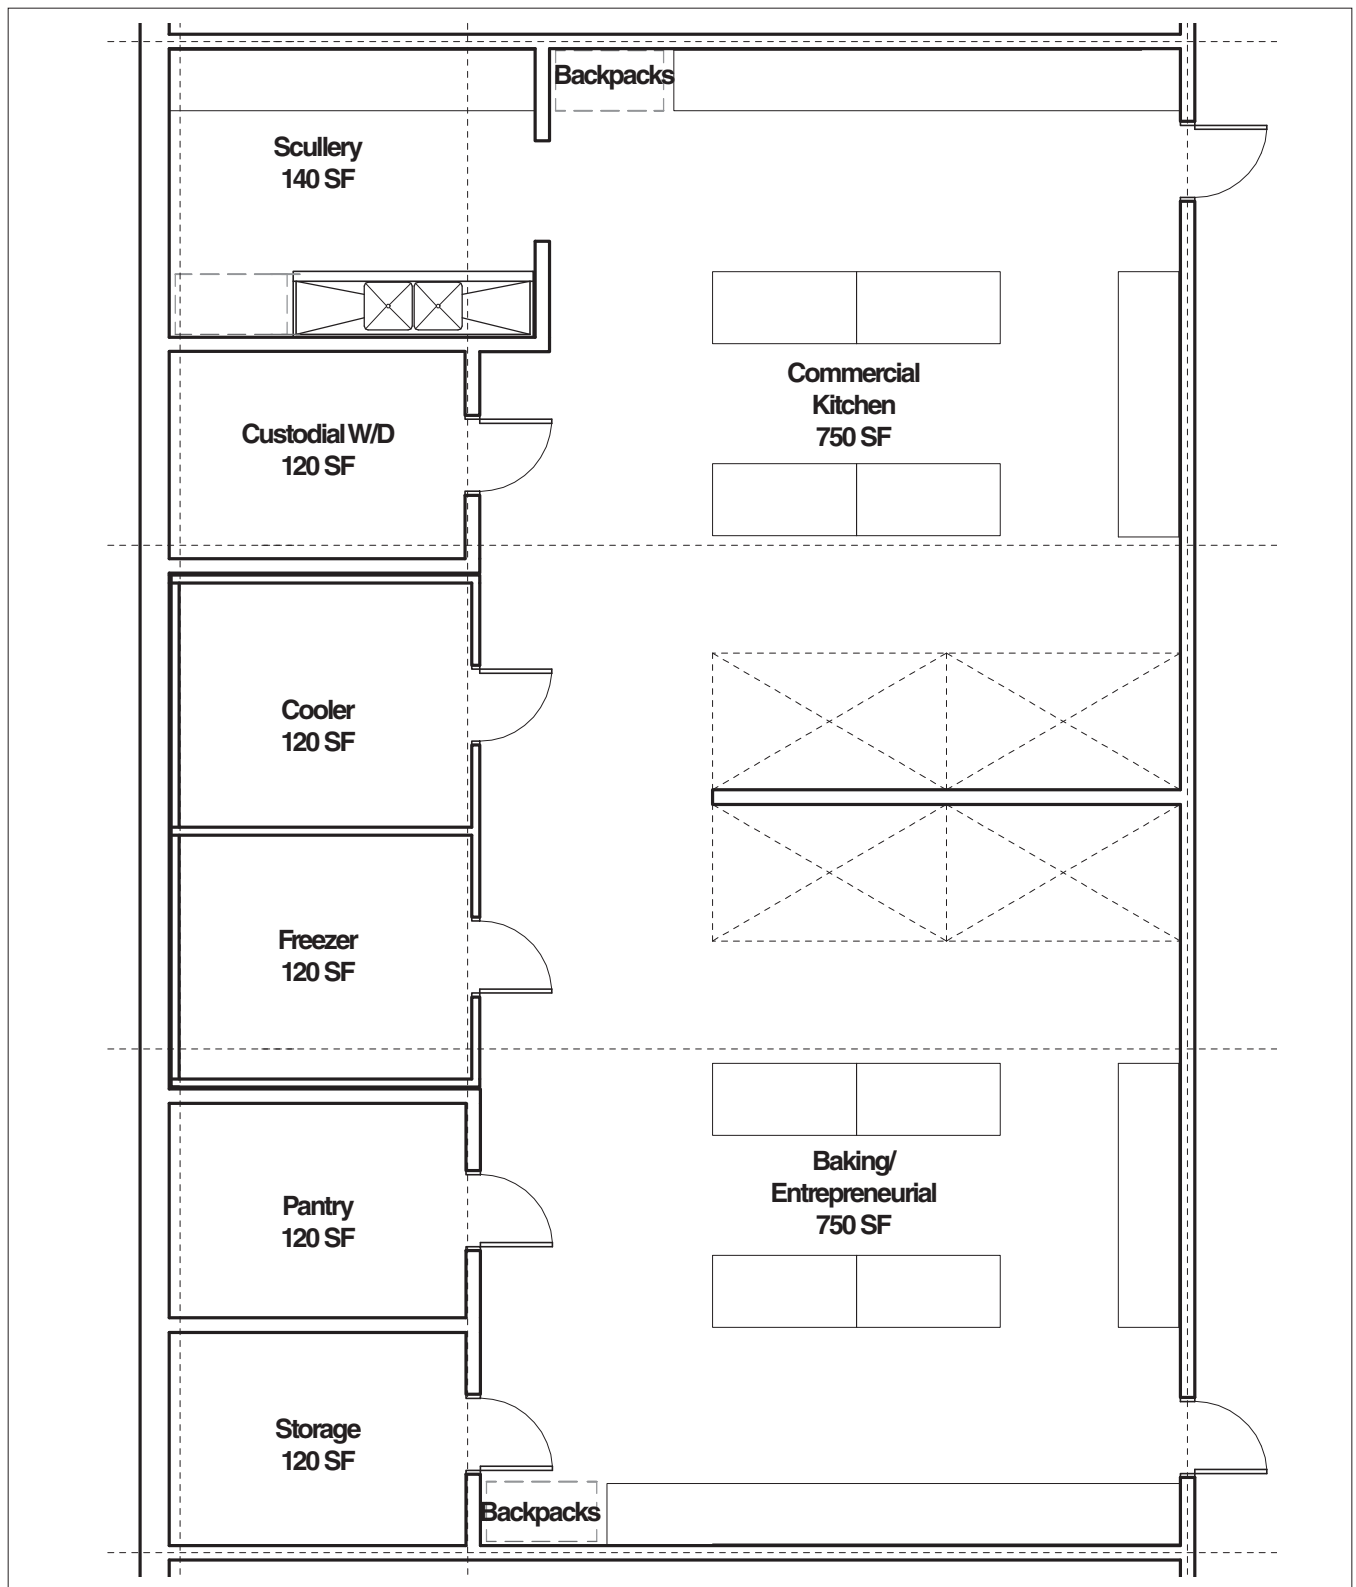 Backpacks
Scullery
140 SF
Commercial
Kitchen
750 SF
Custodial W/D
120 SF
Cooler
120 SF
Freezer
120 SF
Baking/
Entrepreneurial
750 SF
Pantry
120 SF
Storage
120 SF
Backpacks